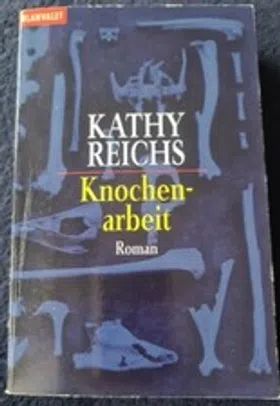 BLANVALET
KATHY
REICHS
Knochen-
arbeit
Roman